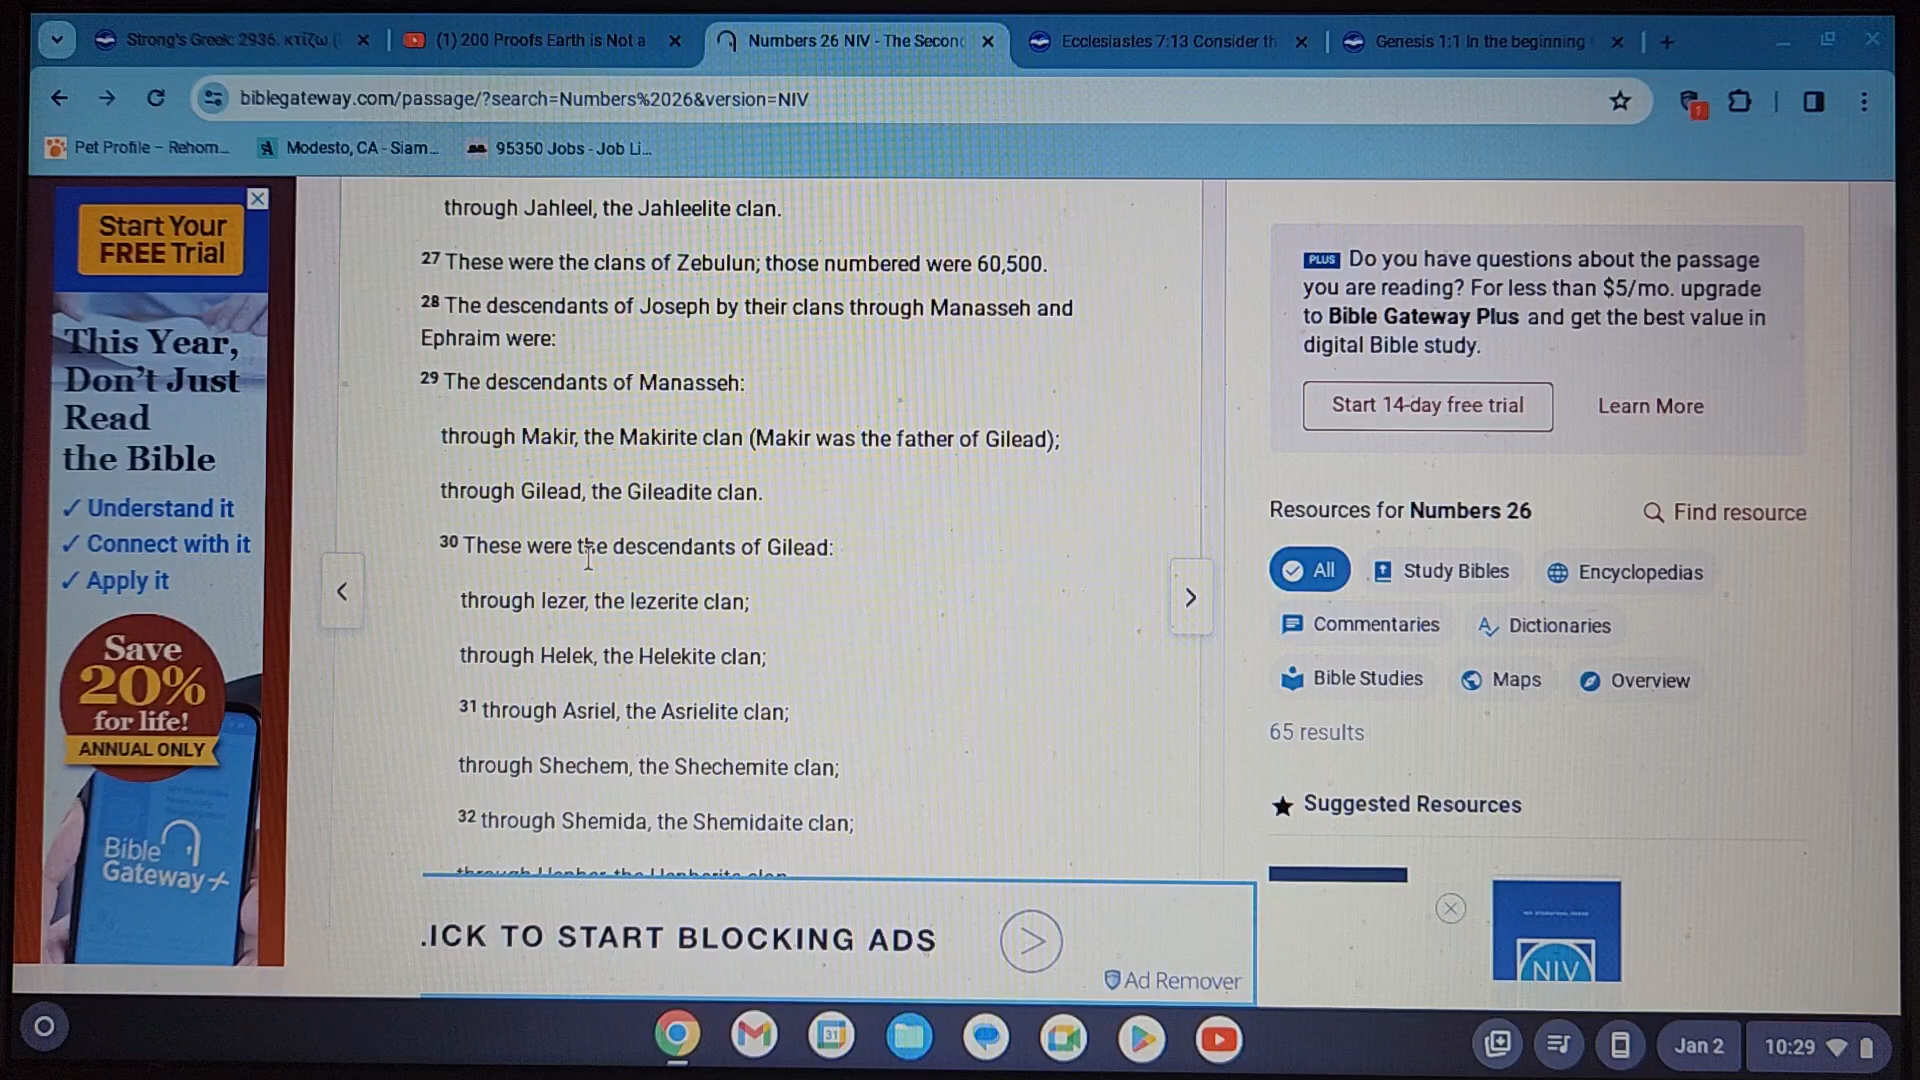 Strong's Greek: 2936. κτίζω (
(1) 200 Proofs Earth is Not a
Numbers 26 NIV - The Second
Ecclesiastes 7:13 Consider th
Genesis 1:1 In the beginning
biblegateway.com/passage/?search=Numbers%2026&version=NIV
1
Pet Profile – Rehom...
Modesto, CA - Siam...
95350 Jobs - Job Li...
Start Your
FREE Trial
This Year,
Don't Just
Read
the Bible
✓ Understand it
✓ Connect with it
✓ Apply it
Save
20%
for life!
ANNUAL ONLY
Bible
Gateway+
through Jahleel, the Jahleelite clan.
27 These were the clans of Zebulun; those numbered were 60,500.
28 The descendants of Joseph by their clans through Manasseh and
Ephraim were:
29 The descendants of Manasseh:
through Makir, the Makirite clan (Makir was the father of Gilead);
through Gilead, the Gileadite clan.
30 These were the descendants of Gilead:
through Iezer, the Iezerite clan;
through Helek, the Helekite clan;
31 through Asriel, the Asrielite clan;
through Shechem, the Shechemite clan;
32 through Shemida, the Shemidaite clan;
.ICK TO START BLOCKING ADS
Ad Remover
PLUS Do you have questions about the passage
you are reading? For less than $5/mo. upgrade
to Bible Gateway Plus and get the best value in
digital Bible study.
Start 14-day free trial
Learn More
Resources for Numbers 26
Find resource
All
Study Bibles
Encyclopedias
Commentaries
Dictionaries
Bible Studies
Maps
Overview
65 results
★ Suggested Resources
NIV
31
Jan 2
10:29